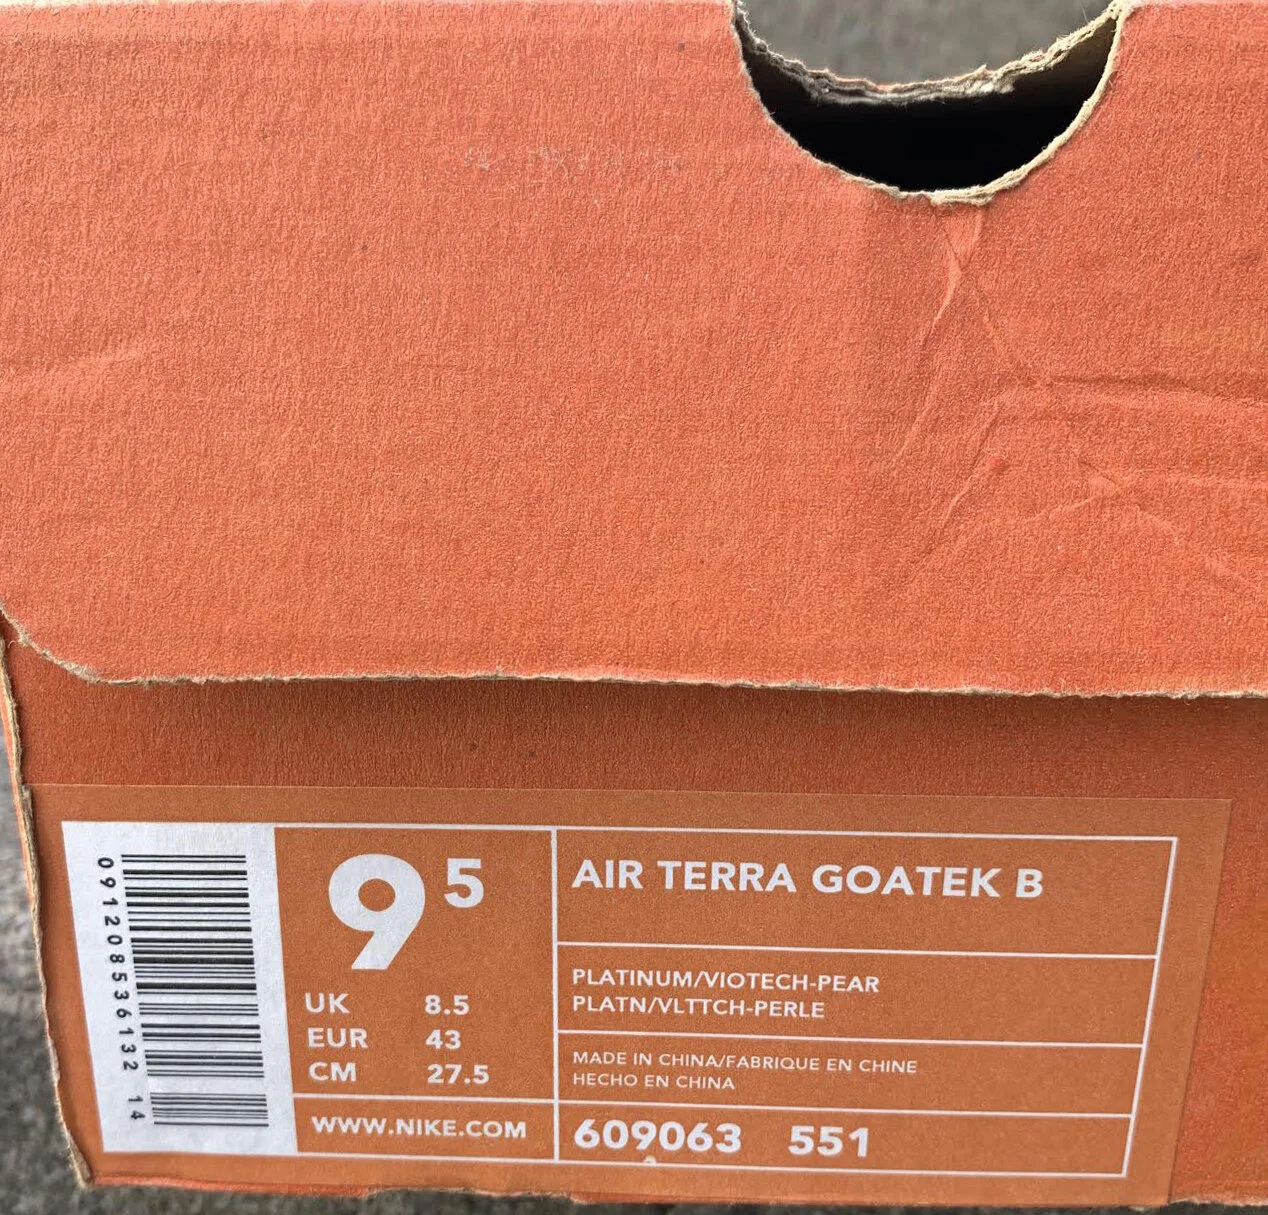 091208536132 14
9 5
UK 8.5
EUR 43
CM 27.5
WWW.NIKE.COM
AIR TERRA GOATEK B
PLATINUM/VIOTECH-PEAR
PLATN/VLTTCH-PERLE
MADE IN CHINA/FABRIQUE EN CHINE
HECHO EN CHINA
609063 551